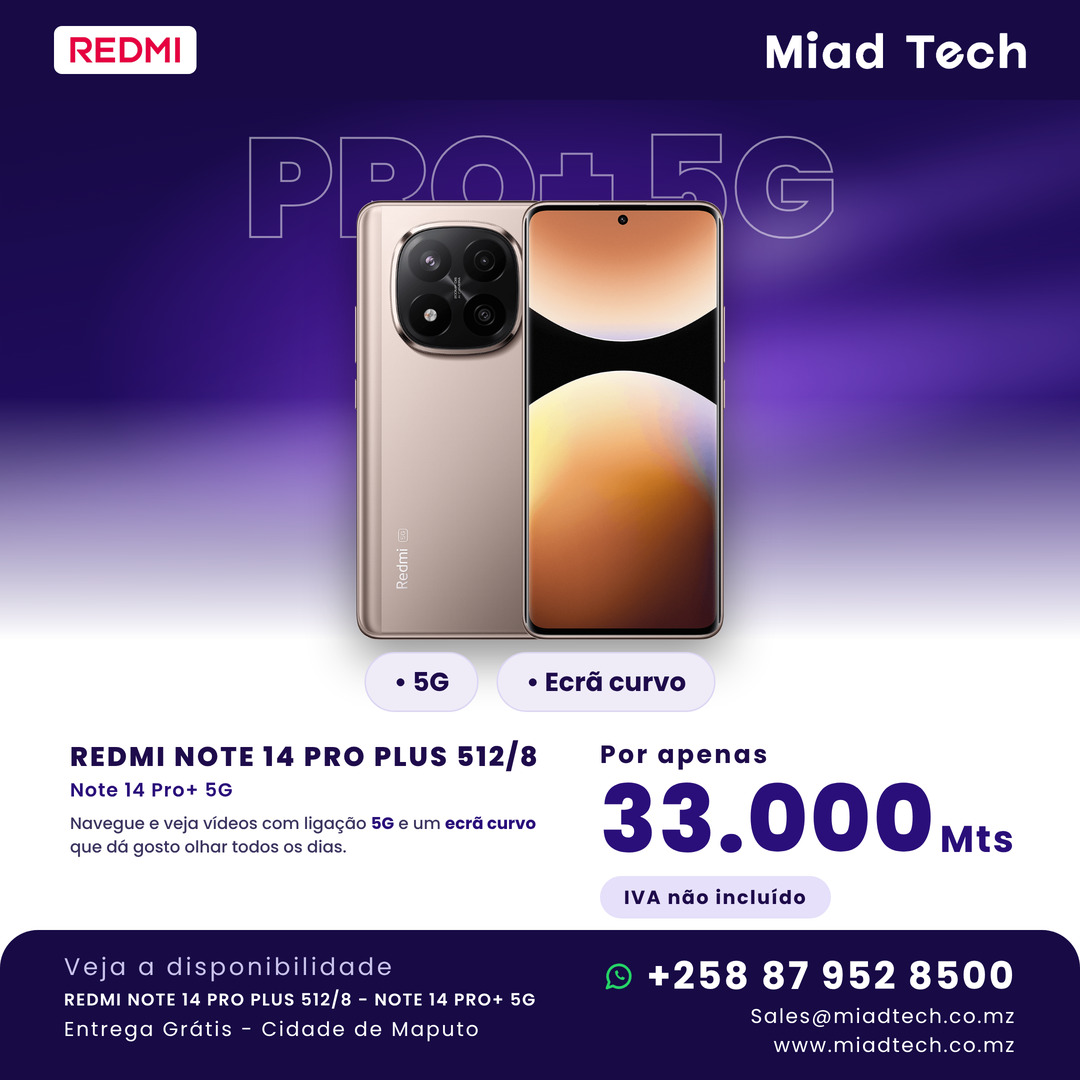 REDMI
Miad Tech
PRO+ 5G
Redmi 5G
• 5G
• Ecrã curvo
REDMI NOTE 14 PRO PLUS 512/8
Note 14 Pro+ 5G
Navegue e veja vídeos com ligação 5G e um ecrã curvo
que dá gosto olhar todos os dias.
Por apenas
33.000 Mts
IVA não incluído
Veja a disponibilidade
REDMI NOTE 14 PRO PLUS 512/8 - NOTE 14 PRO+ 5G
Entrega Grátis - Cidade de Maputo
+258 87 952 8500
Sales@miadtech.co.mz
www.miadtech.co.mz